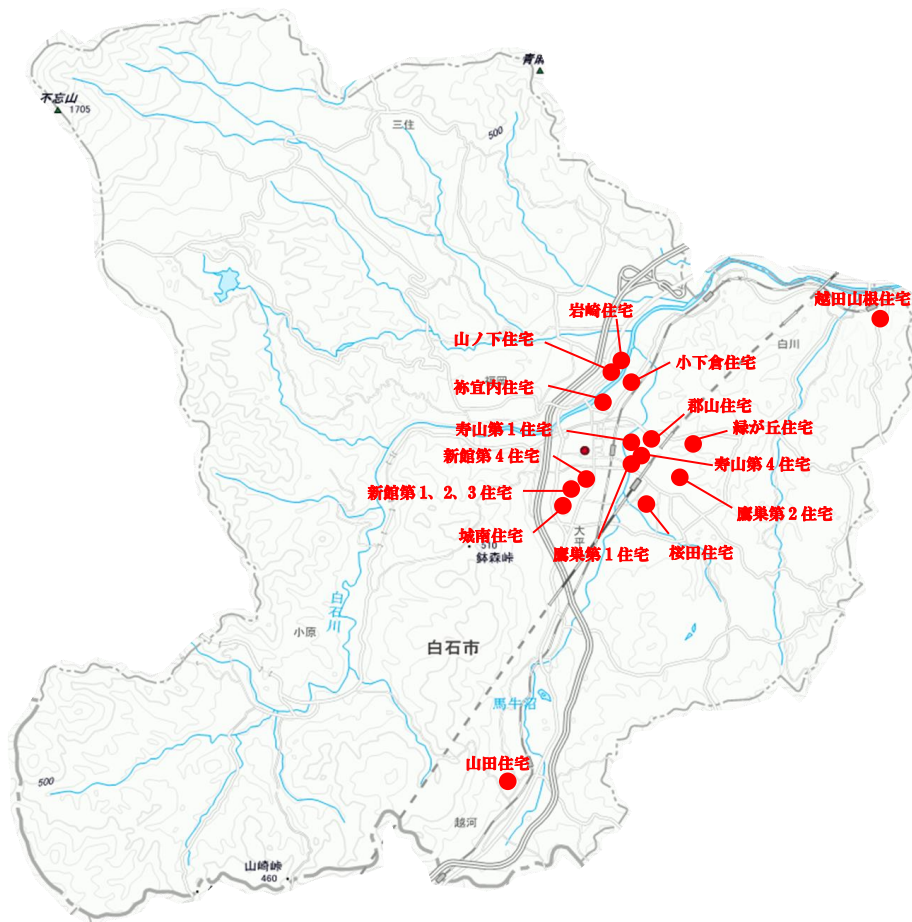 青麻
不忘山
1705
三住
500
越田山根住宅
岩崎住宅
山ノ下住宅
白川
小下倉住宅
福岡
祢宜内住宅
郡山住宅
寿山第1住宅
緑が丘住宅
新館第4住宅
寿山第4住宅
新館第1、2、3住宅
鷹巣第2住宅
城南住宅
大平
鷹巣第1住宅
桜田住宅
510
鉢森峠
白石川
小原
白石市
馬牛沼
山田住宅
500
越河
山崎峠
460